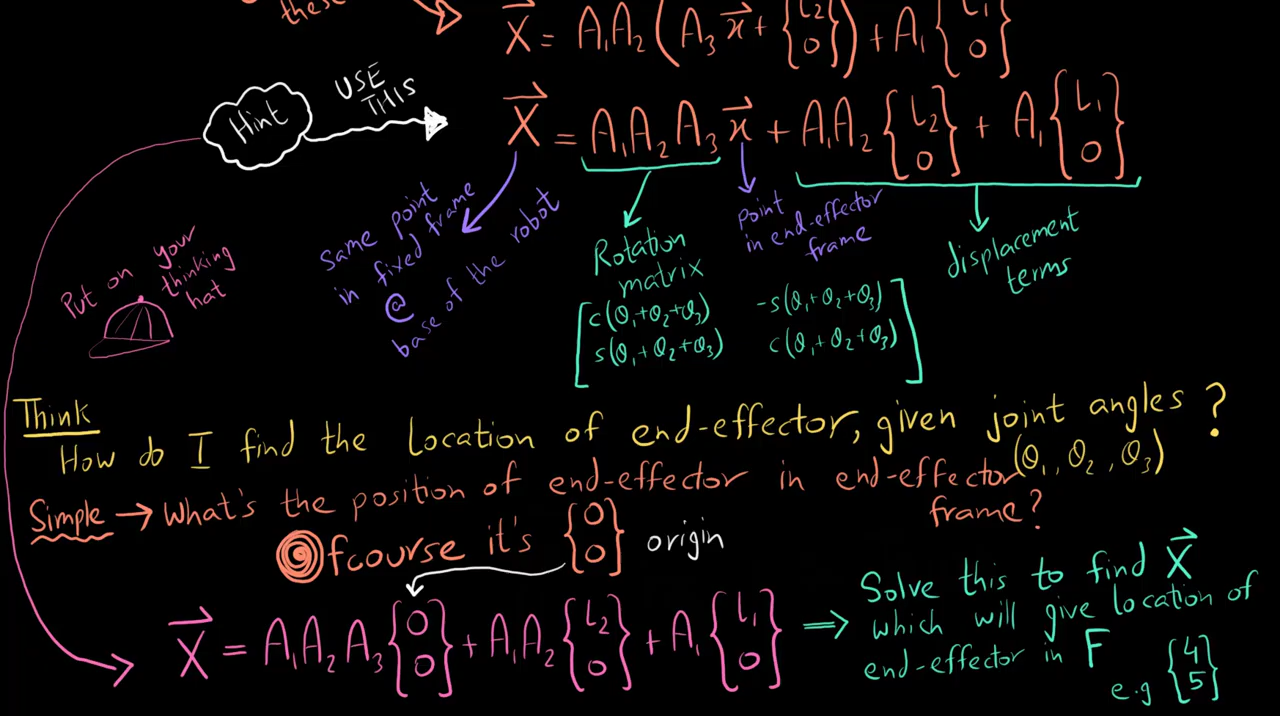 these
X⃗ = A₁A₂(A₃x⃗ + {L₂ 0}) + A₁{L₁ 0}
Hint
USE
THIS
X⃗ = A₁A₂A₃ x⃗ + A₁A₂{L₂ 0} + A₁{L₁ 0}
Put on your
thinking
hat
Same point
in fixed frame
@
base of the robot
Rotation
matrix
[c(θ₁+θ₂+θ₃) -s(θ₁+θ₂+θ₃)
s(θ₁+θ₂+θ₃) c(θ₁+θ₂+θ₃)]
point
in end-effector
frame
displacement
terms
Think
How do I find the location of end-effector, given joint angles ?
(θ₁, θ₂, θ₃)
Simple → What's the position of end-effector in end-effector
frame?
Ofcourse it's {0 0} origin
X⃗ = A₁A₂A₃{0 0} + A₁A₂{L₂ 0} + A₁{L₁ 0}
⇒ Solve this to find X⃗
which will give location of
end-effector in F
e.g {4 5}